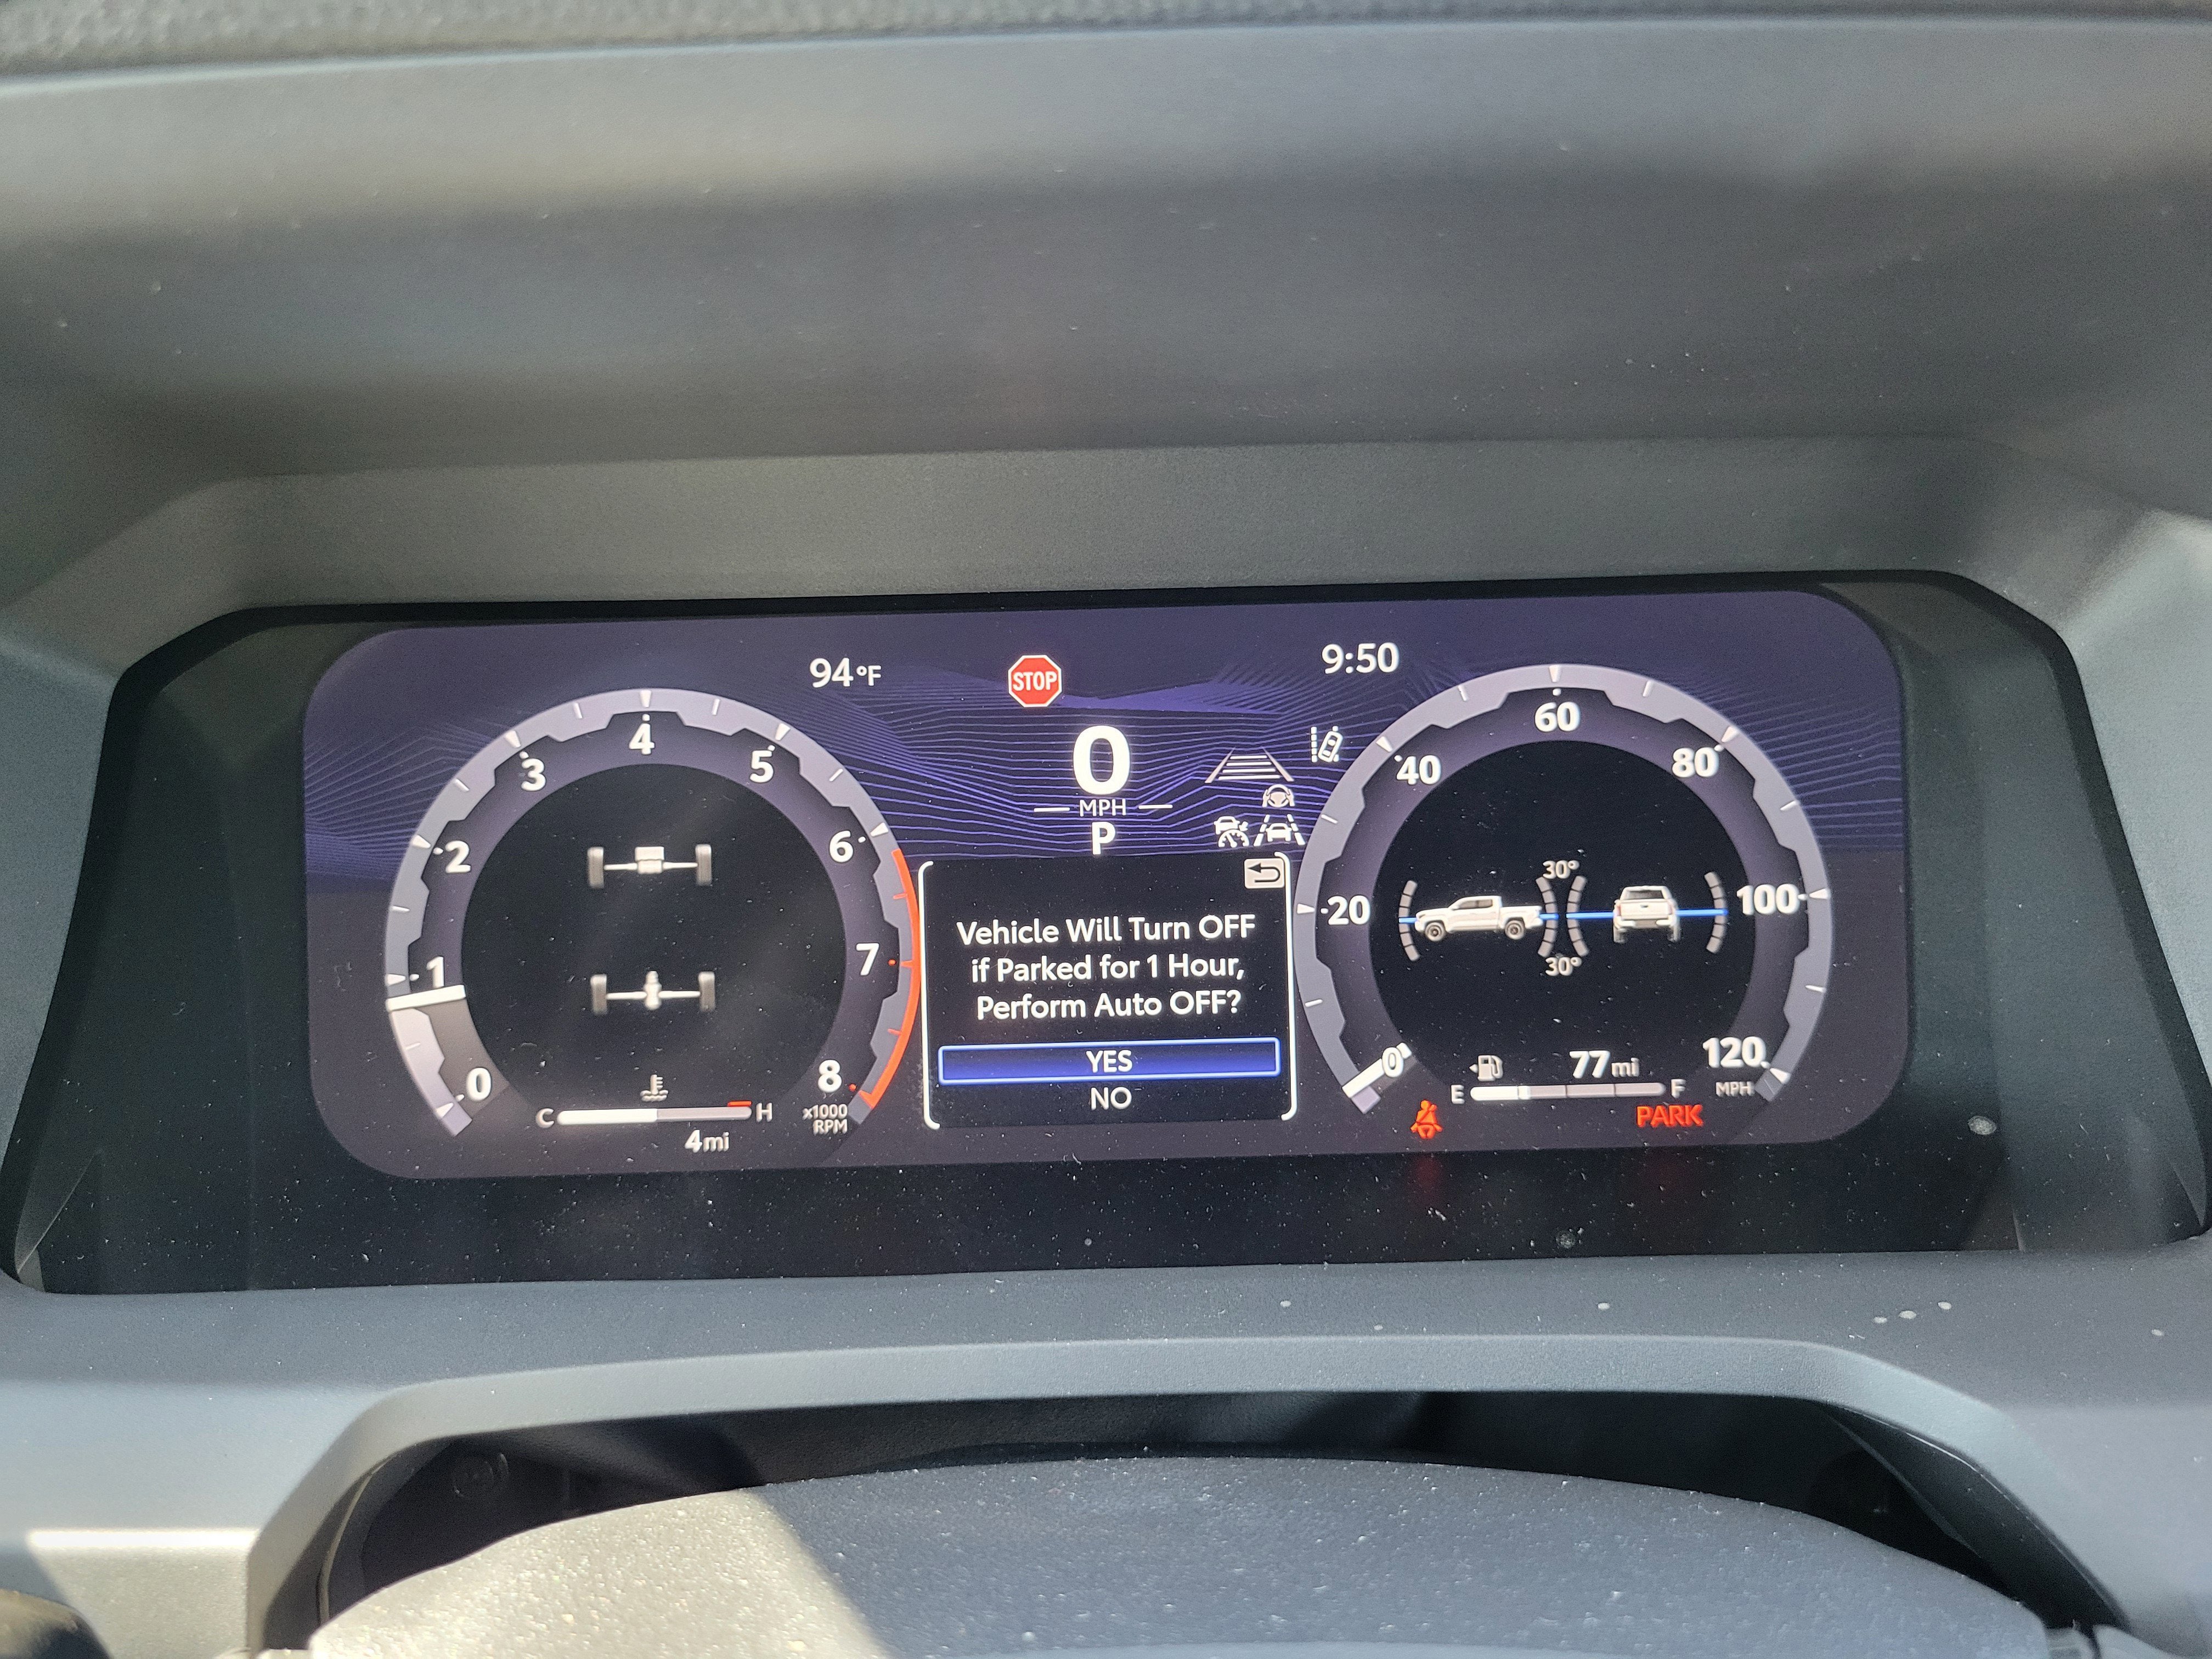 94°F
STOP
9:50
0
MPH
P
0
1
2
3
4
5
6
7
8
x1000
RPM
C
H
4mi
Vehicle Will Turn OFF
if Parked for 1 Hour,
Perform Auto OFF?
YES
NO
0
20
40
60
80
100
120
MPH
30°
30°
77mi
E
F
PARK